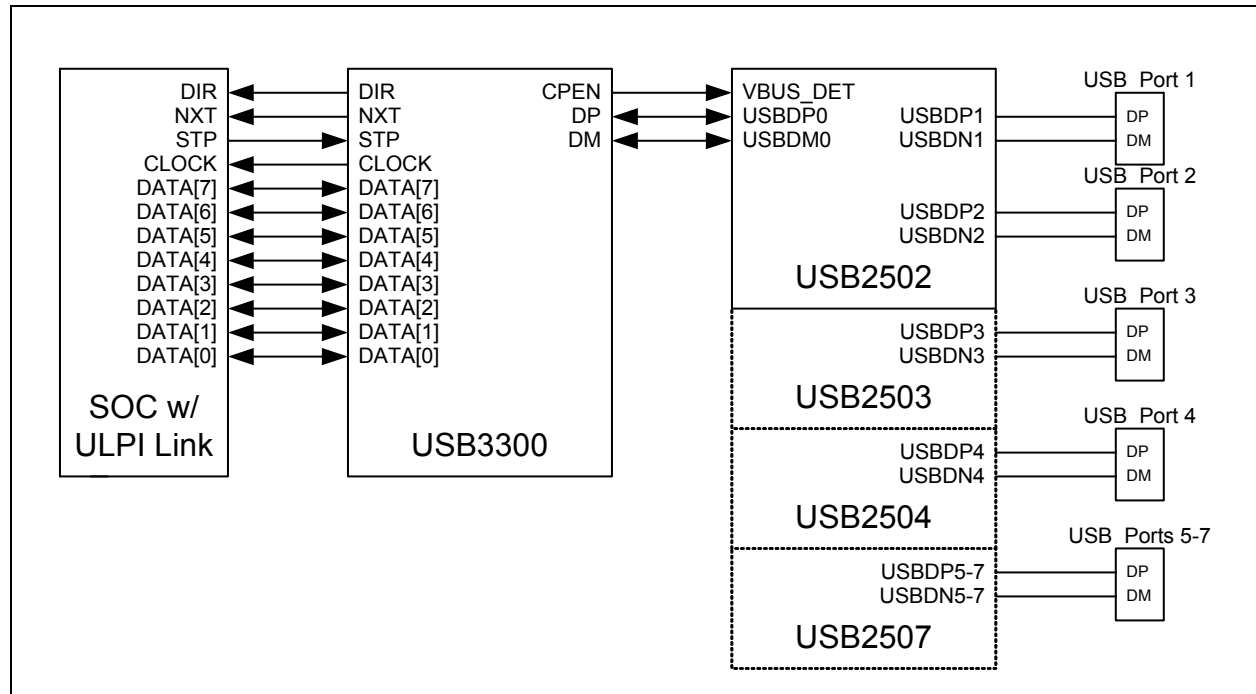 DIR
NXT
STP
CLOCK
DATA[7]
DATA[6]
DATA[5]
DATA[4]
DATA[3]
DATA[2]
DATA[1]
DATA[0]
SOC w/
ULPI Link
DIR
NXT
STP
CLOCK
DATA[7]
DATA[6]
DATA[5]
DATA[4]
DATA[3]
DATA[2]
DATA[1]
DATA[0]
CPEN
DP
DM
USB3300
VBUS_DET
USBDP0
USBDM0
USBDP1
USBDN1
USBDP2
USBDN2
USB2502
USBDP3
USBDN3
USB2503
USBDP4
USBDN4
USB2504
USBDP5-7
USBDN5-7
USB2507
USB Port 1
DP
DM
USB Port 2
DP
DM
USB Port 3
DP
DM
USB Port 4
DP
DM
USB Ports 5-7
DP
DM